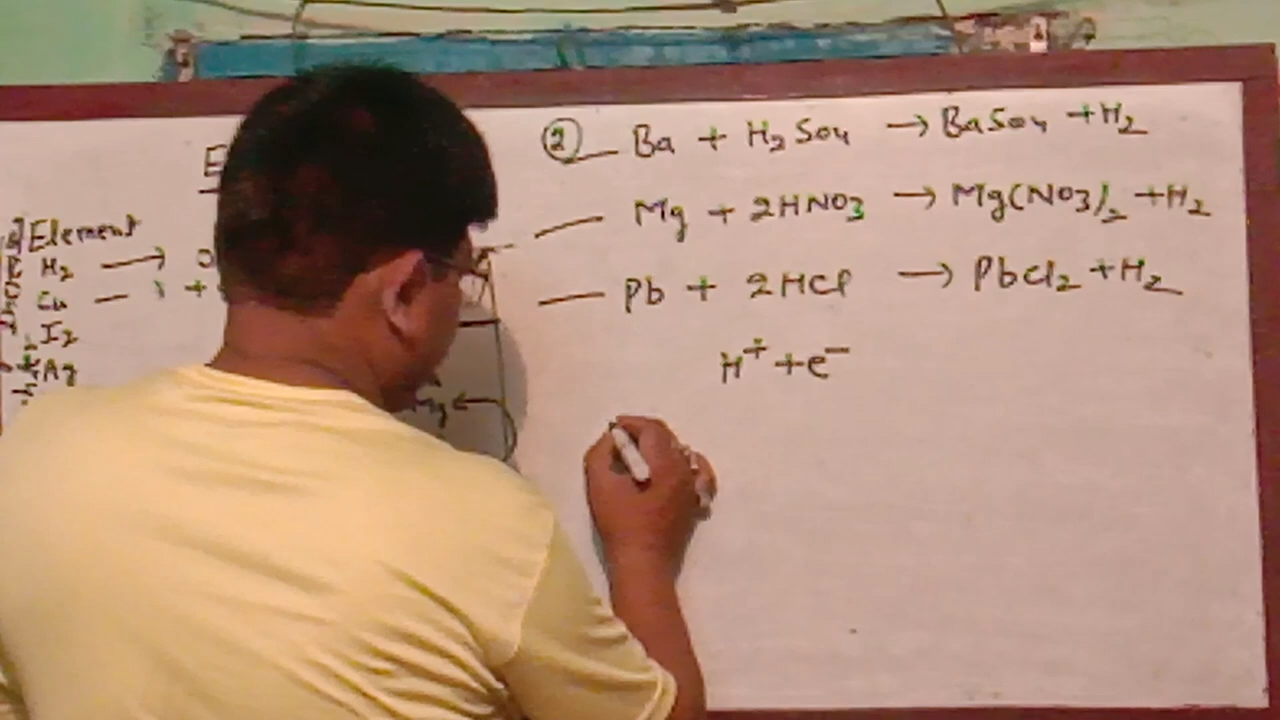 Element
H₂ →
Cu —
I₂
Ag
Mg ←
② Ba + H₂SO₄ → BaSO₄ + H₂
Mg + 2HNO₃ → Mg(NO₃)₂ + H₂
Pb + 2HCl → PbCl₂ + H₂
H⁺ + e⁻